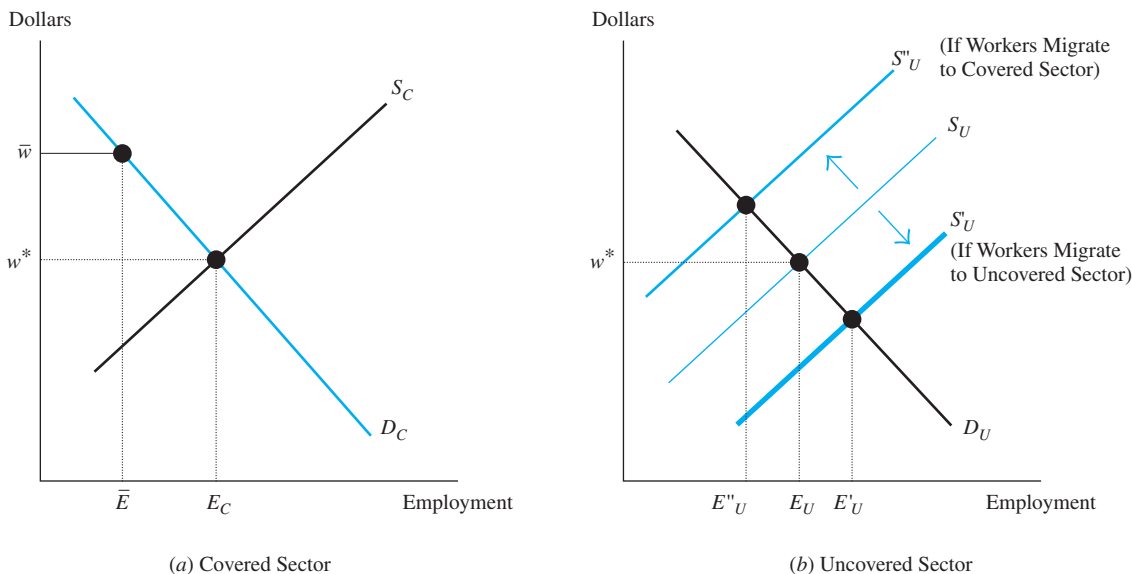 Dollars
S_C
w̅
w*
D_C
E̅
E_C
Employment
(a) Covered Sector
Dollars
(If Workers Migrate
to Covered Sector)
S"_U
S_U
S'_U
(If Workers Migrate
to Uncovered Sector)
w*
D_U
E"_U
E_U
E'_U
Employment
(b) Uncovered Sector